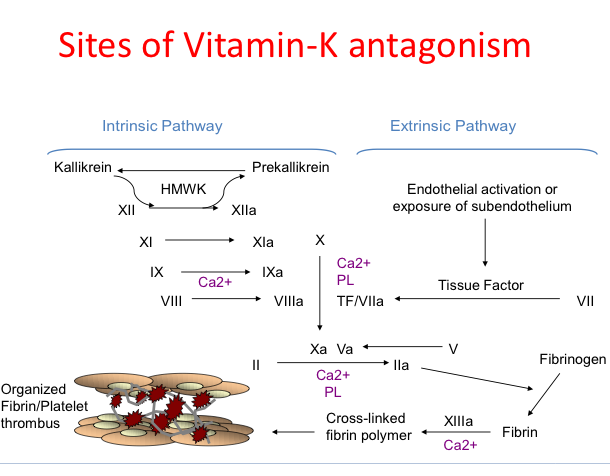 Sites of Vitamin-K antagonism
Intrinsic Pathway
Extrinsic Pathway
Kallikrein
Prekallikrein
HMWK
XII
XIIa
Endothelial activation or
exposure of subendothelium
XI
XIa
X
IX
IXa
Ca2+
Ca2+
PL
Tissue Factor
VIII
VIIIa
TF/VIIa
VII
Xa Va
V
II
IIa
Ca2+
PL
Fibrinogen
Organized
Fibrin/Platelet
thrombus
Cross-linked
fibrin polymer
XIIIa
Ca2+
Fibrin